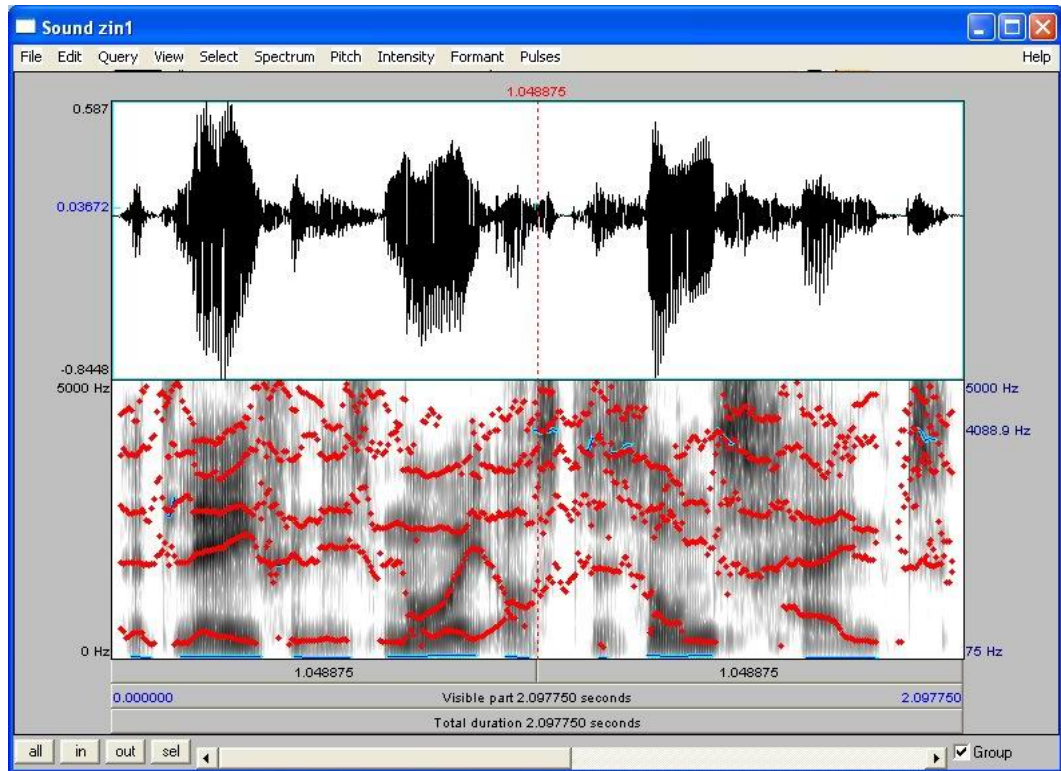 Sound zin1
File Edit Query View Select Spectrum Pitch Intensity Formant Pulses Help
1.048875
0.587
0.03672
-0.8448
5000 Hz 5000 Hz
4088.9 Hz
0 Hz 75 Hz
1.048875 1.048875
0.000000 Visible part 2.097750 seconds 2.097750
Total duration 2.097750 seconds
all in out sel Group